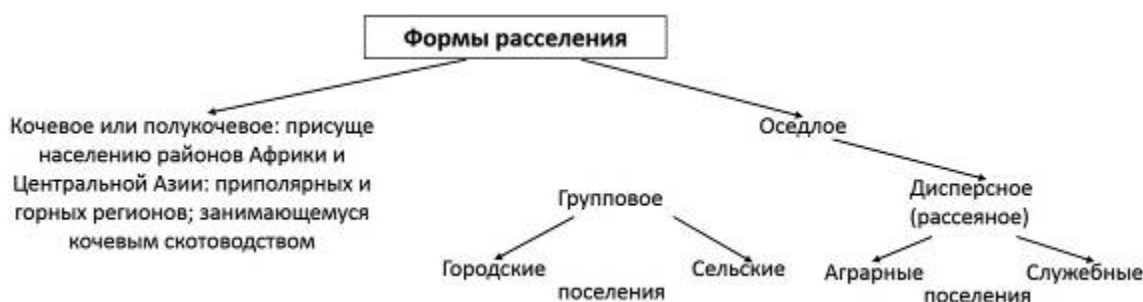 Формы расселения
Кочевое или полукочевое: присуще
населению районов Африки и
Центральной Азии: приполярных и
горных регионов; занимающемуся
кочевым скотоводством
Оседлое
Групповое
Дисперсное
(рассеяное)
Городские
Сельские
поселения
Аграрные
Служебные
поселения